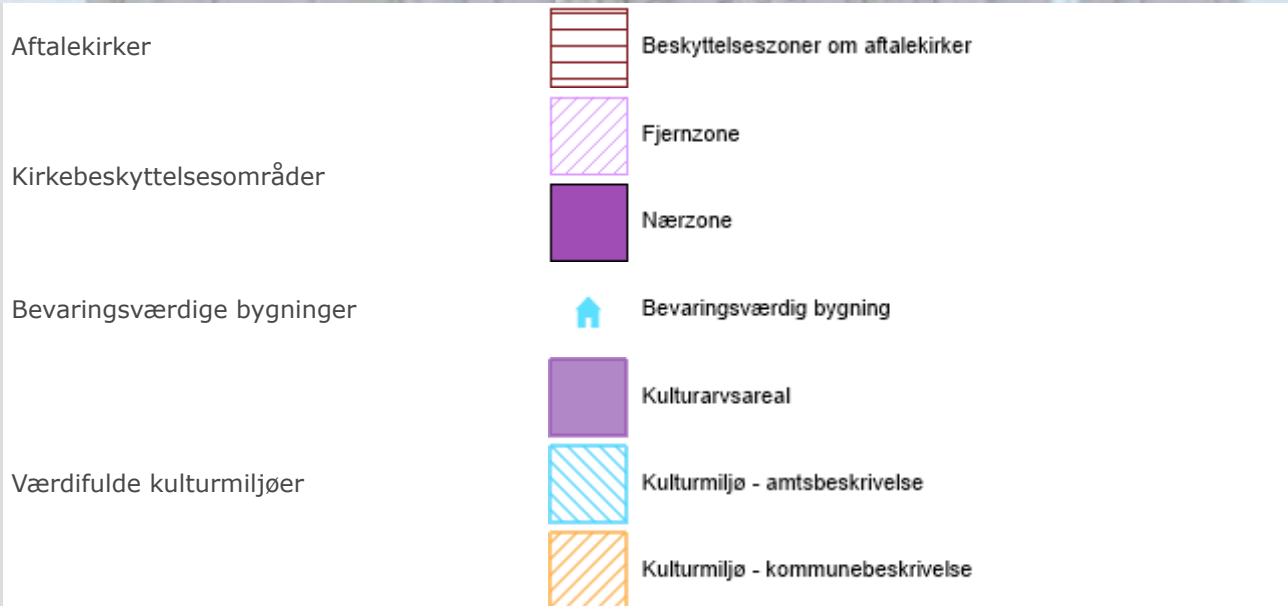 Aftalekirker
Beskyttelseszoner om aftalekirker
Kirkebeskyttelsesområder
Fjernzone
Nærzone
Bevaringsværdige bygninger
Bevaringsværdig bygning
Værdifulde kulturmiljøer
Kulturarvsareal
Kulturmiljø - amtsbeskrivelse
Kulturmiljø - kommunebeskrivelse